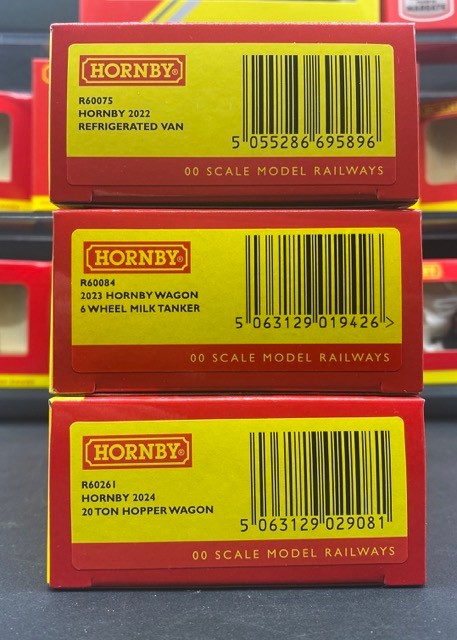 MARGATE
HORNBY®
R60075
HORNBY 2022
REFRIGERATED VAN
5 055286 695896
00 SCALE MODEL RAILWAYS
HORNBY®
R60084
2023 HORNBY WAGON
6 WHEEL MILK TANKER
5 063129 019426 >
00 SCALE MODEL RAILWAYS
HORNBY®
R60261
HORNBY 2024
20 TON HOPPER WAGON
5 063129 029081
00 SCALE MODEL RAILWAYS